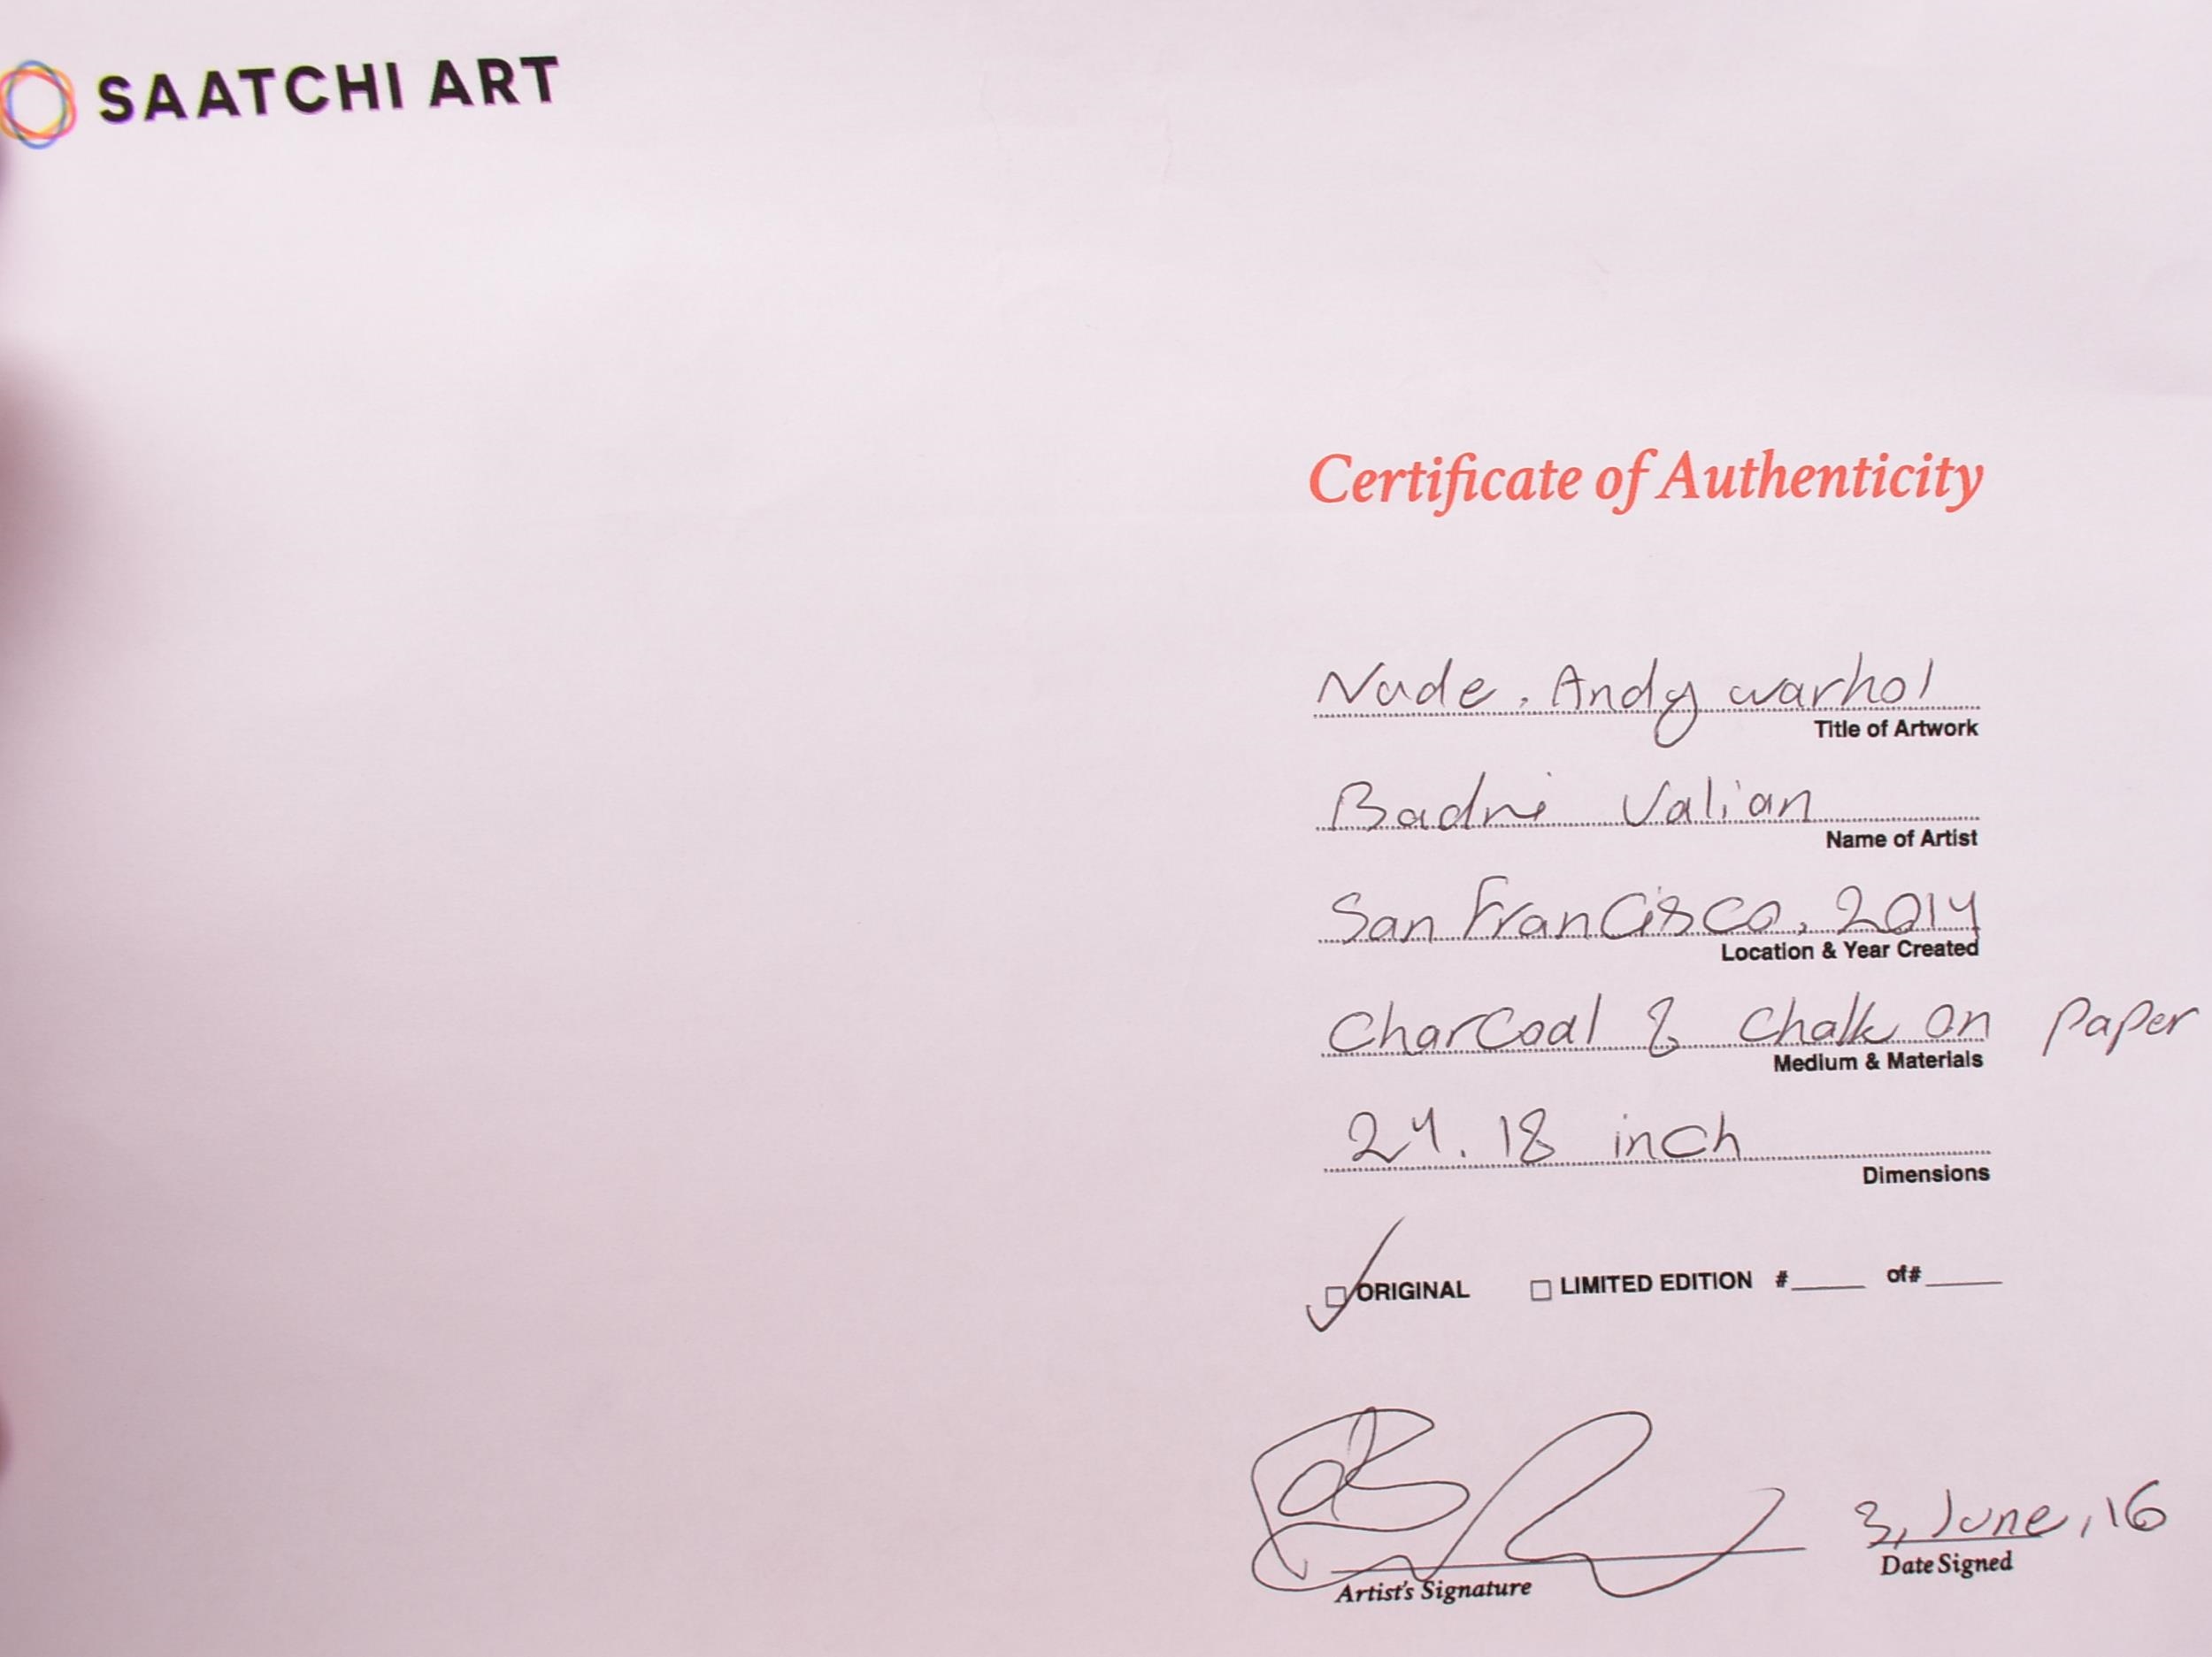 SAATCHI ART
Certificate of Authenticity
Nude. Andy warhol
Title of Artwork
Badri Valian
Name of Artist
San Francisco, 2014
Location & Year Created
CharCoal & Chalk on paper
Medium & Materials
24. 18 inch
Dimensions
ORIGINAL LIMITED EDITION # of#
3, June, 16
Artist's Signature Date Signed